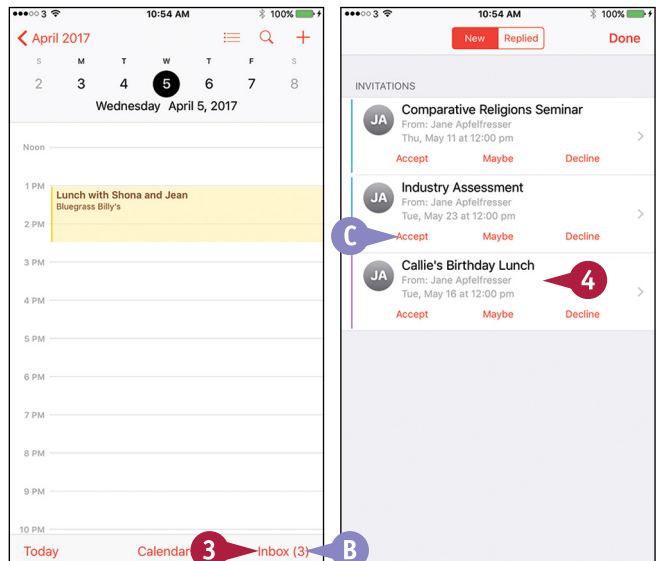 3 10:54 AM 100%
April 2017
S M T W T F S
2 3 4 5 6 7 8
Wednesday April 5, 2017
Noon
1 PM
Lunch with Shona and Jean
Bluegrass Billy's
2 PM
3 PM
4 PM
5 PM
6 PM
7 PM
8 PM
9 PM
10 PM
Today Calendar 3 Inbox (3) B
3 10:54 AM 100%
New Replied Done
INVITATIONS
JA
Comparative Religions Seminar
From: Jane Apfelfresser
Thu, May 11 at 12:00 pm
Accept Maybe Decline
JA
Industry Assessment
From: Jane Apfelfresser
Tue, May 23 at 12:00 pm
C Accept Maybe Decline
JA
Callie's Birthday Lunch
From: Jane Apfelfresser 4
Tue, May 16 at 12:00 pm
Accept Maybe Decline